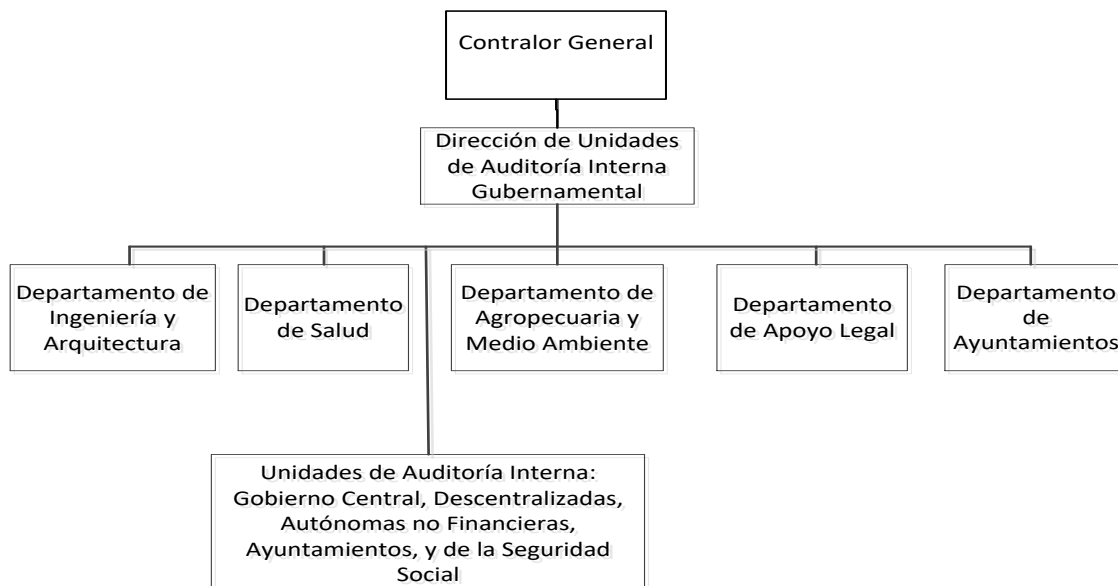 Contralor General
Dirección de Unidades
de Auditoría Interna
Gubernamental
Departamento de
Ingeniería y
Arquitectura
Departamento
de Salud
Departamento de
Agropecuaria y
Medio Ambiente
Departamento
de Apoyo Legal
Departamento
de
Ayuntamientos
Unidades de Auditoría Interna:
Gobierno Central, Descentralizadas,
Autónomas no Financieras,
Ayuntamientos, y de la Seguridad
Social